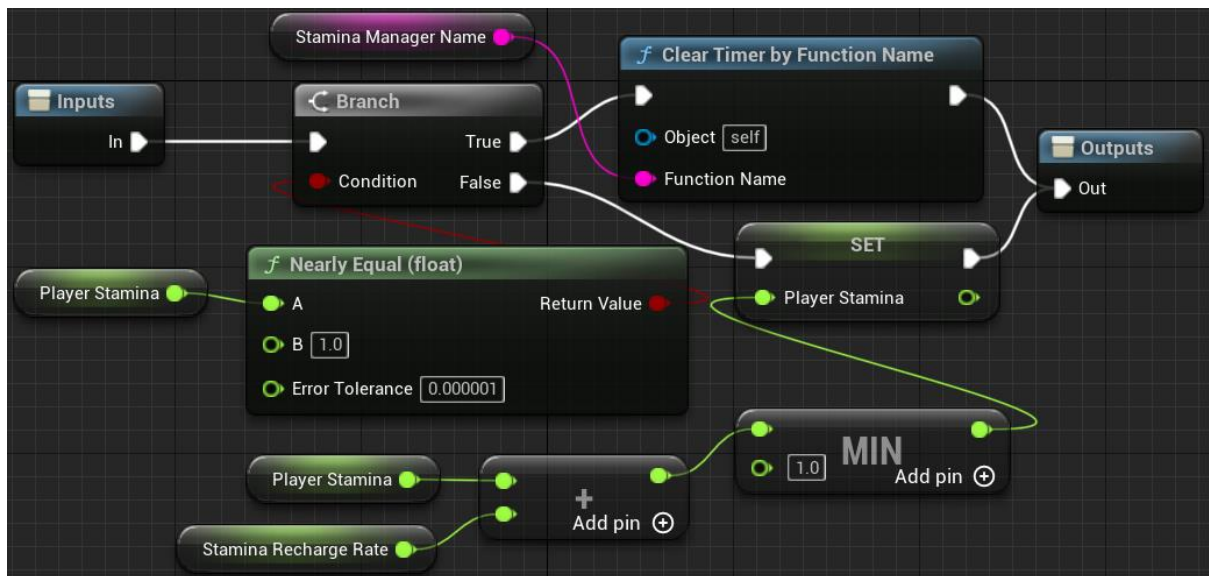 Stamina Manager Name
f Clear Timer by Function Name
Inputs
Branch
In
True
Object self
Outputs
Condition
False
Function Name
Out
SET
f Nearly Equal (float)
Player Stamina
A
Return Value
Player Stamina
B 1.0
Error Tolerance 0.000001
1.0
MIN
Add pin
Player Stamina
+
Add pin
Stamina Recharge Rate